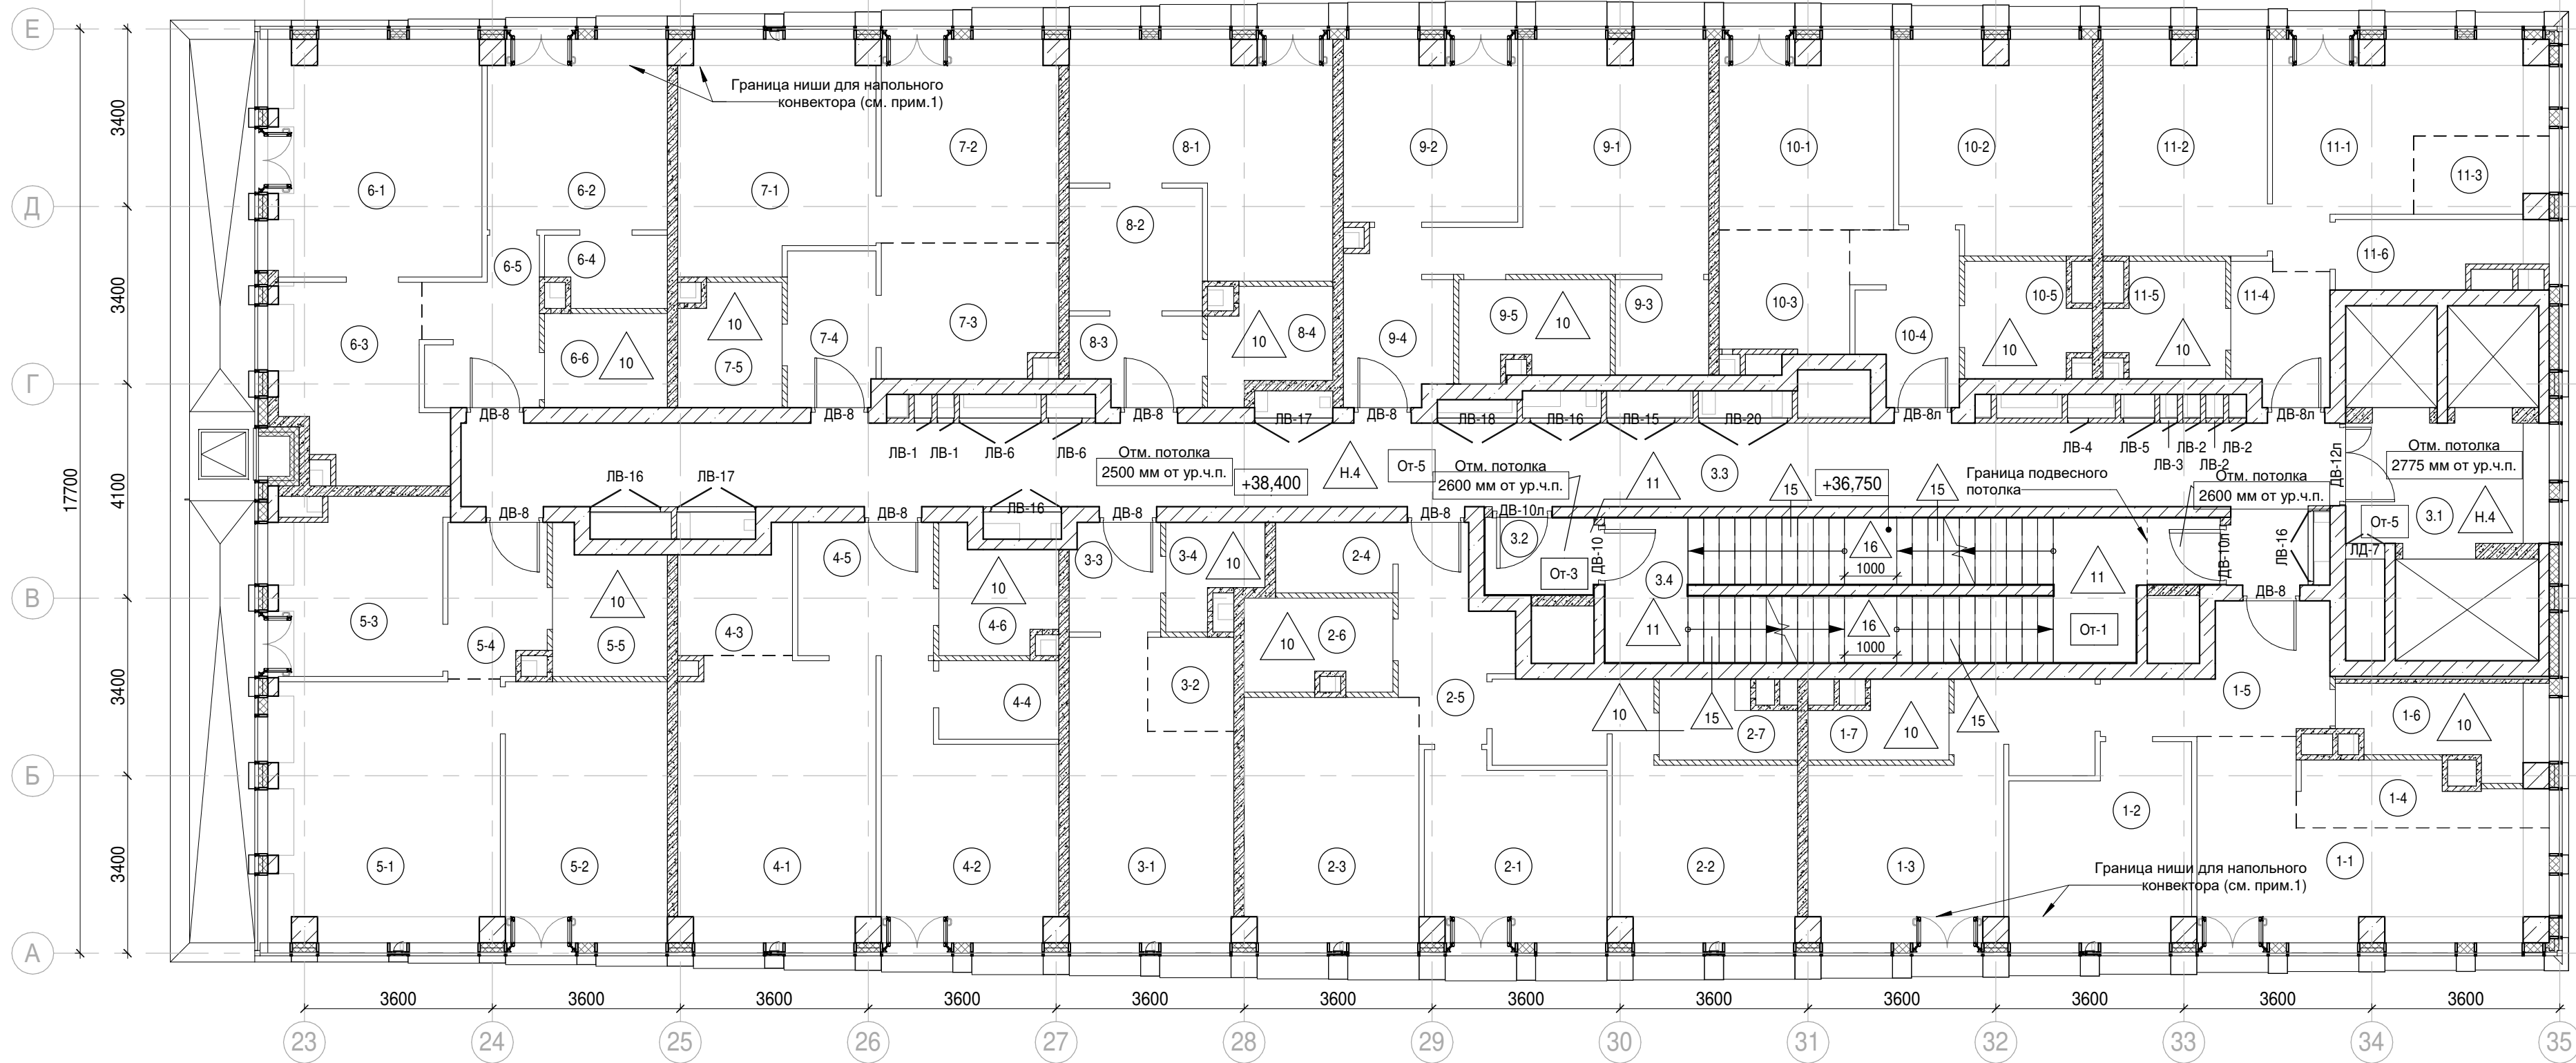 Е
Д
Г
В
Б
А
3400
3400
4100
3400
3400
17700
Граница ниши для напольного
конвектора (см. прим.1)
6-1
6-2
6-3
6-4
6-5
6-6
10
7-1
7-2
7-3
7-4
7-5
10
8-1
8-2
8-3
8-4
10
9-2
9-1
9-3
9-4
9-5
10
10-1
10-2
10-3
10-4
10-5
10
11-2
11-1
11-3
11-6
11-5
11-4
10
ДВ-8
ДВ-8
ДВ-8
ЛВ-17
ДВ-8
ЛВ-18
ЛВ-16
ЛВ-15
ЛВ-20
ДВ-8л
ДВ-8л
ЛВ-1
ЛВ-1
ЛВ-6
ЛВ-6
ЛВ-4
ЛВ-5
ЛВ-3
ЛВ-2
ЛВ-2
ЛВ-2
ЛВ-16
ЛВ-17
ЛВ-16
Отм. потолка
2500 мм от ур.ч.п.
+38,400
Н.4
От-5
Отм. потолка
2600 мм от ур.ч.п.
11
3.3
15
+36,750
15
Граница подвесного
потолка
Отм. потолка
2600 мм от ур.ч.п.
ДВ-12л
Отм. потолка
2775 мм от ур.ч.п.
От-5
3.1
Н.4
ДВ-8
ДВ-8
ДВ-8
ДВ-8
ДВ-10л
3.2
ДВ-10
От-3
3.4
16
1000
11
ДВ-10л
ЛВ-16
ЛД-7
ДВ-8
11
16
1000
От-1
15
15
5-3
5-4
5-5
10
4-3
4-5
4-6
10
4-4
3-3
3-4
10
3-2
2-4
2-6
10
2-5
10
2-7
1-7
10
1-5
1-6
10
1-4
1-2
5-1
5-2
4-1
4-2
3-1
2-3
2-1
2-2
1-3
1-1
Граница ниши для напольного
конвектора (см. прим.1)
3600
3600
3600
3600
3600
3600
3600
3600
3600
3600
3600
3600
23
24
25
26
27
28
29
30
31
32
33
34
35